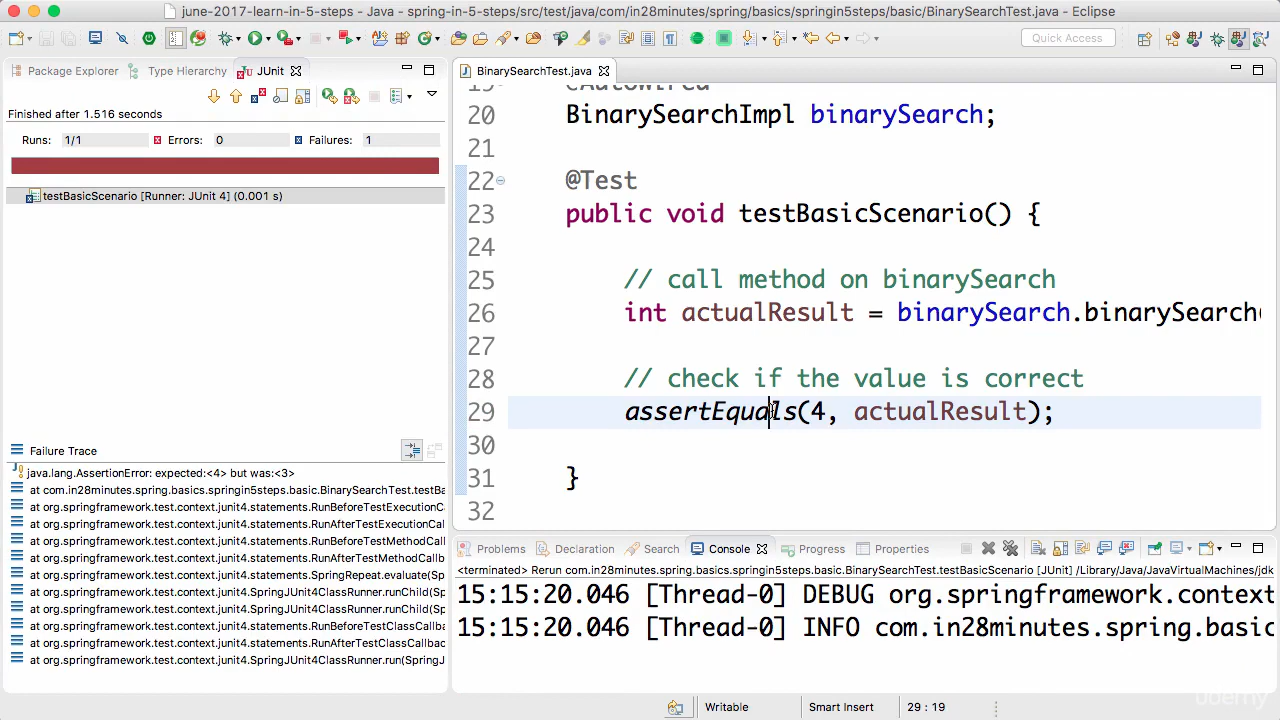 june-2017-learn-in-5-steps - Java - spring-in-5-steps/src/test/java/com/in28minutes/spring/basics/springin5steps/basic/BinarySearchTest.java - Eclipse
Quick Access
Package Explorer
Type Hierarchy
JUnit
Finished after 1.516 seconds
Runs: 1/1
Errors: 0
Failures: 1
testBasicScenario [Runner: JUnit 4] (0.001 s)
Failure Trace
java.lang.AssertionError: expected:<4> but was:<3>
at com.in28minutes.spring.basics.springin5steps.basic.BinarySearchTest.testBa
at org.springframework.test.context.junit4.statements.RunBeforeTestExecutionC
at org.springframework.test.context.junit4.statements.RunAfterTestExecutionCal
at org.springframework.test.context.junit4.statements.RunBeforeTestMethodCall
at org.springframework.test.context.junit4.statements.RunAfterTestMethodCallb
at org.springframework.test.context.junit4.statements.SpringRepeat.evaluate(Sp
at org.springframework.test.context.junit4.SpringJUnit4ClassRunner.runChild(Sp
at org.springframework.test.context.junit4.SpringJUnit4ClassRunner.runChild(Sp
at org.springframework.test.context.junit4.statements.RunBeforeTestClassCallba
at org.springframework.test.context.junit4.statements.RunAfterTestClassCallbac
at org.springframework.test.context.junit4.SpringJUnit4ClassRunner.run(SpringJ
BinarySearchTest.java
19 @Autowired
20 BinarySearchImpl binarySearch;
21
22 @Test
23 public void testBasicScenario() {
24
25 // call method on binarySearch
26 int actualResult = binarySearch.binarySearch(
27
28 // check if the value is correct
29 assertEquals(4, actualResult);
30
31 }
32
Problems
Declaration
Search
Console
Progress
Properties
<terminated> Rerun com.in28minutes.spring.basics.springin5steps.basic.BinarySearchTest.testBasicScenario [JUnit] /Library/Java/JavaVirtualMachines/jdk
15:15:20.046 [Thread-0] DEBUG org.springframework.context
15:15:20.046 [Thread-0] INFO com.in28minutes.spring.basic
Writable
Smart Insert
29 : 19
udemy